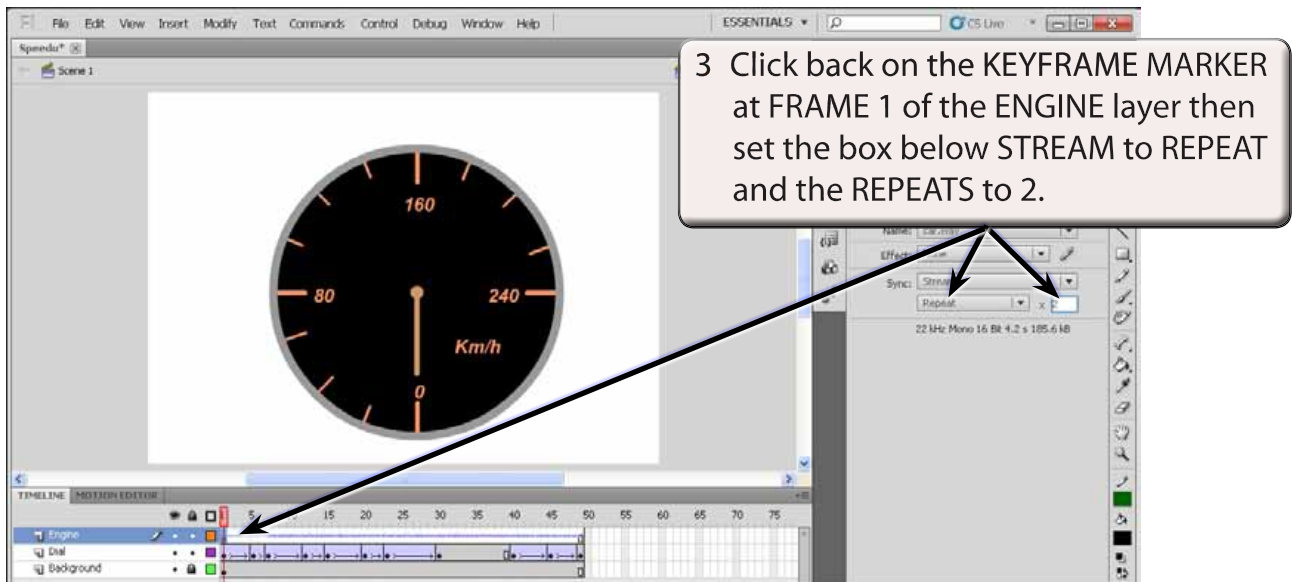 File Edit View Insert Modify Text Commands Control Debug Window Help ESSENTIALS CS Live
Speedo*
Scene 1
3 Click back on the KEYFRAME MARKER
at FRAME 1 of the ENGINE layer then
set the box below STREAM to REPEAT
and the REPEATS to 2.
160
80 240
Km/h
0
Name: car.wav
Effect:
Sync: Stream
Repeat x 2
22 kHz Mono 16 Bit 4.2 s 185.6 kB
TIMELINE MOTION EDITOR
5 15 20 25 30 35 40 45 50 55 60 65 70 75
Engine
Dial
Background